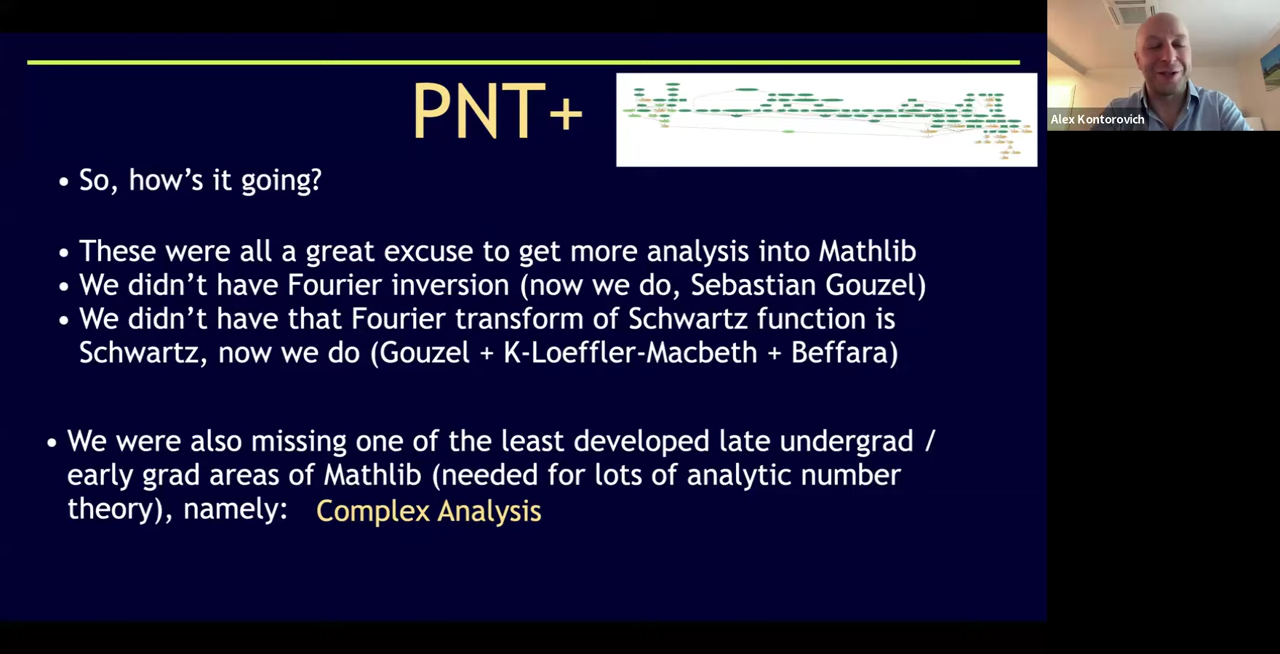 PNT+
Alex Kontorovich
• So, how's it going?
• These were all a great excuse to get more analysis into Mathlib
• We didn't have Fourier inversion (now we do, Sebastian Gouzel)
• We didn't have that Fourier transform of Schwartz function is
Schwartz, now we do (Gouzel + K-Loeffler-Macbeth + Beffara)
• We were also missing one of the least developed late undergrad /
early grad areas of Mathlib (needed for lots of analytic number
theory), namely: Complex Analysis